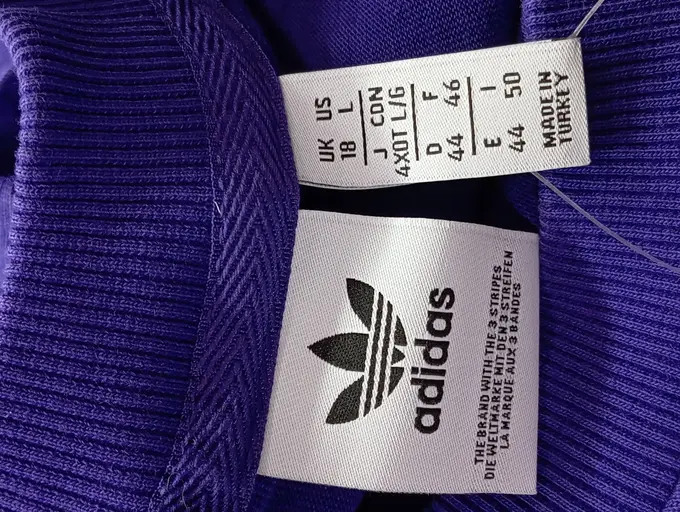 UK US
18 L
J CDN
4XOT L/G
D F
44 46
E I
44 50
MADE IN
TURKEY
adidas
THE BRAND WITH THE 3 STRIPES
DIE WELTMARKE MIT DEN 3 STREIFEN
LA MARQUE AUX 3 BANDES